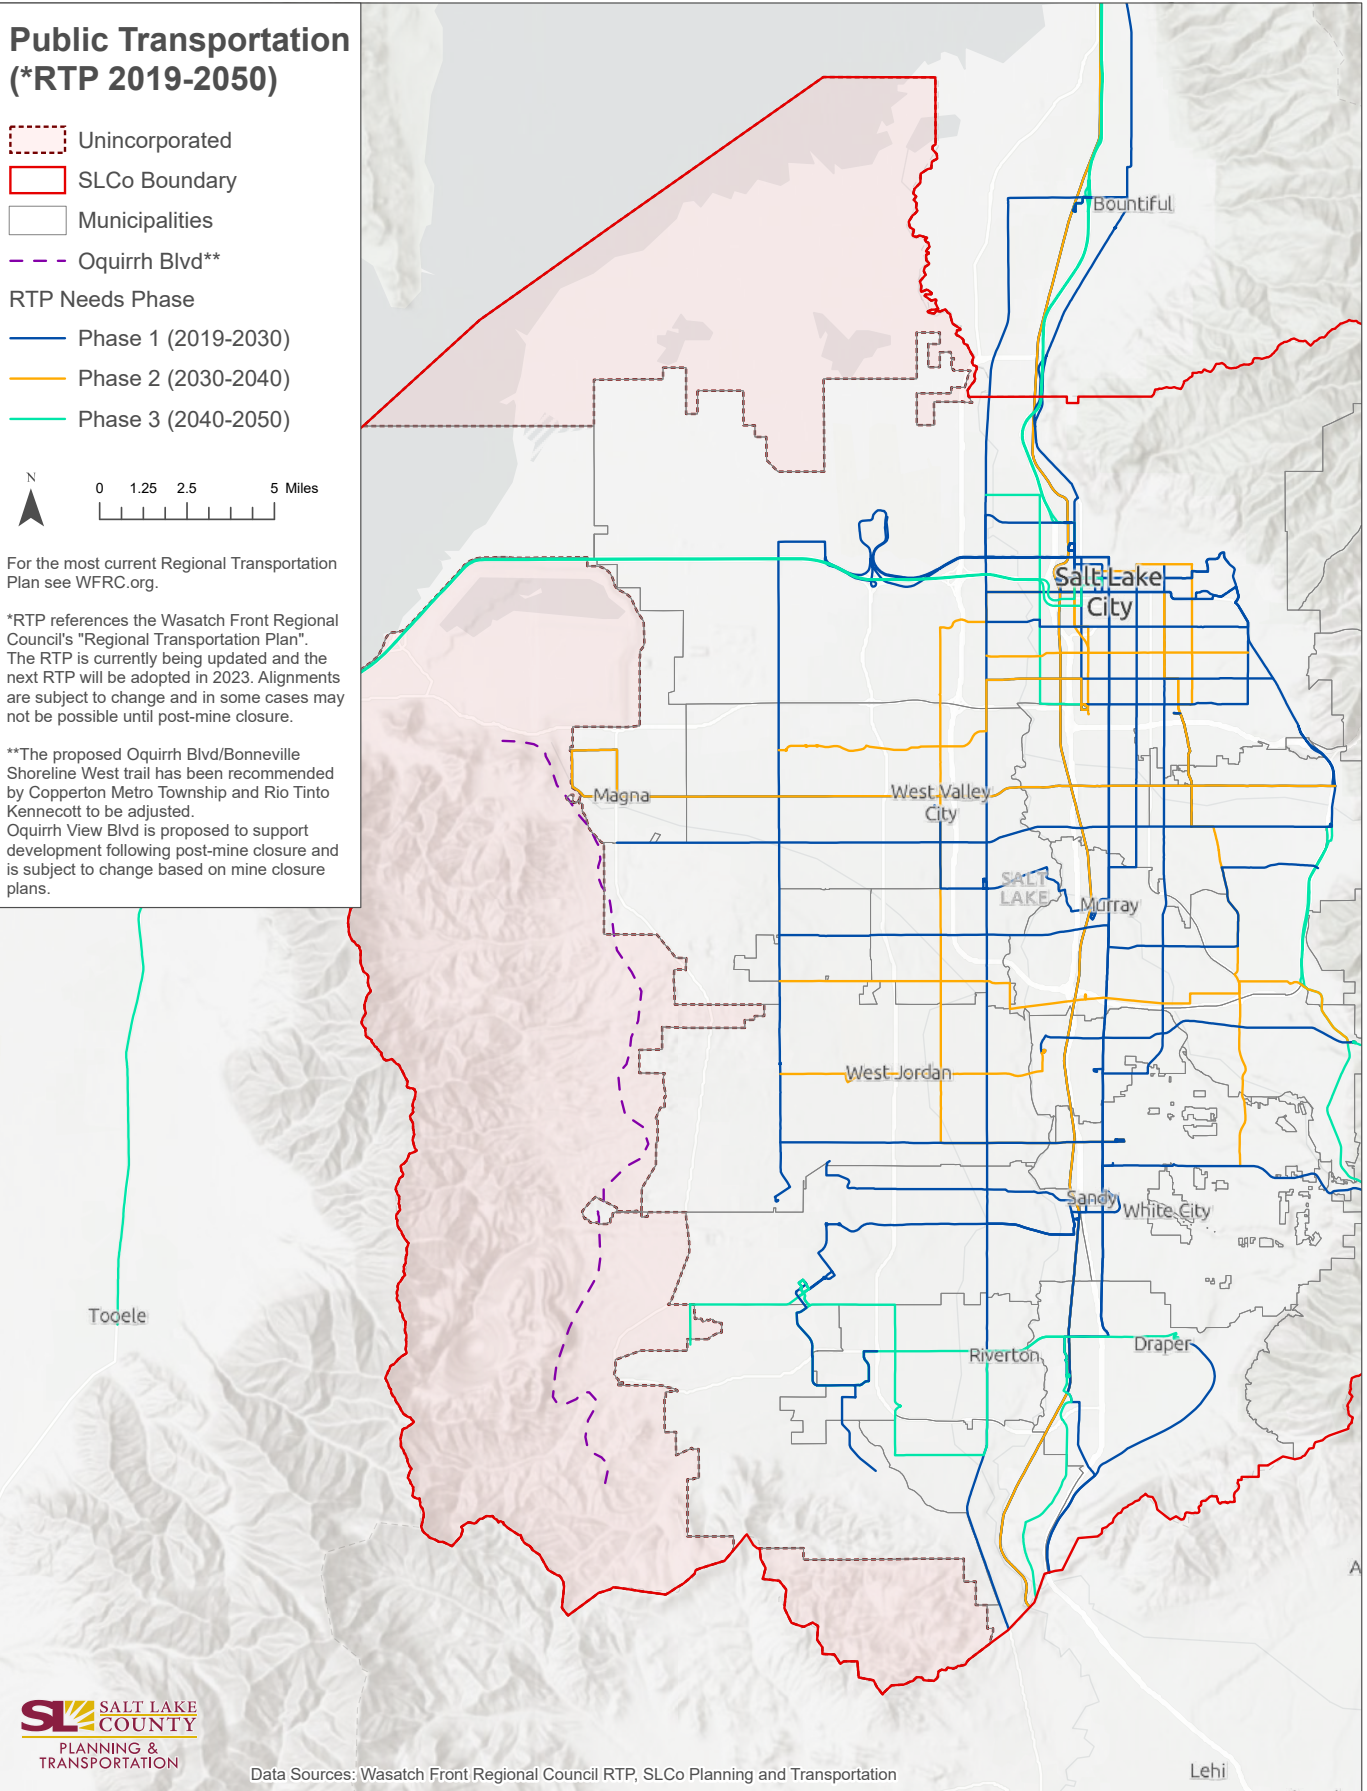 Public Transportation
(*RTP 2019-2050)
Unincorporated
SLCo Boundary
Municipalities
Oquirrh Blvd**
RTP Needs Phase
Phase 1 (2019-2030)
Phase 2 (2030-2040)
Phase 3 (2040-2050)
N
0 1.25 2.5 5 Miles
For the most current Regional Transportation
Plan see WFRC.org.
*RTP references the Wasatch Front Regional
Council's "Regional Transportation Plan".
The RTP is currently being updated and the
next RTP will be adopted in 2023. Alignments
are subject to change and in some cases may
not be possible until post-mine closure.
**The proposed Oquirrh Blvd/Bonneville
Shoreline West trail has been recommended
by Copperton Metro Township and Rio Tinto
Kennecott to be adjusted.
Oquirrh View Blvd is proposed to support
development following post-mine closure and
is subject to change based on mine closure
plans.
Bountiful
Salt Lake
City
Magna
West Valley
City
SALT
LAKE
Murray
West Jordan
Sandy
White City
Tooele
Riverton
Draper
A
Lehi
SL SALT LAKE
COUNTY
PLANNING &
TRANSPORTATION
Data Sources: Wasatch Front Regional Council RTP, SLCo Planning and Transportation